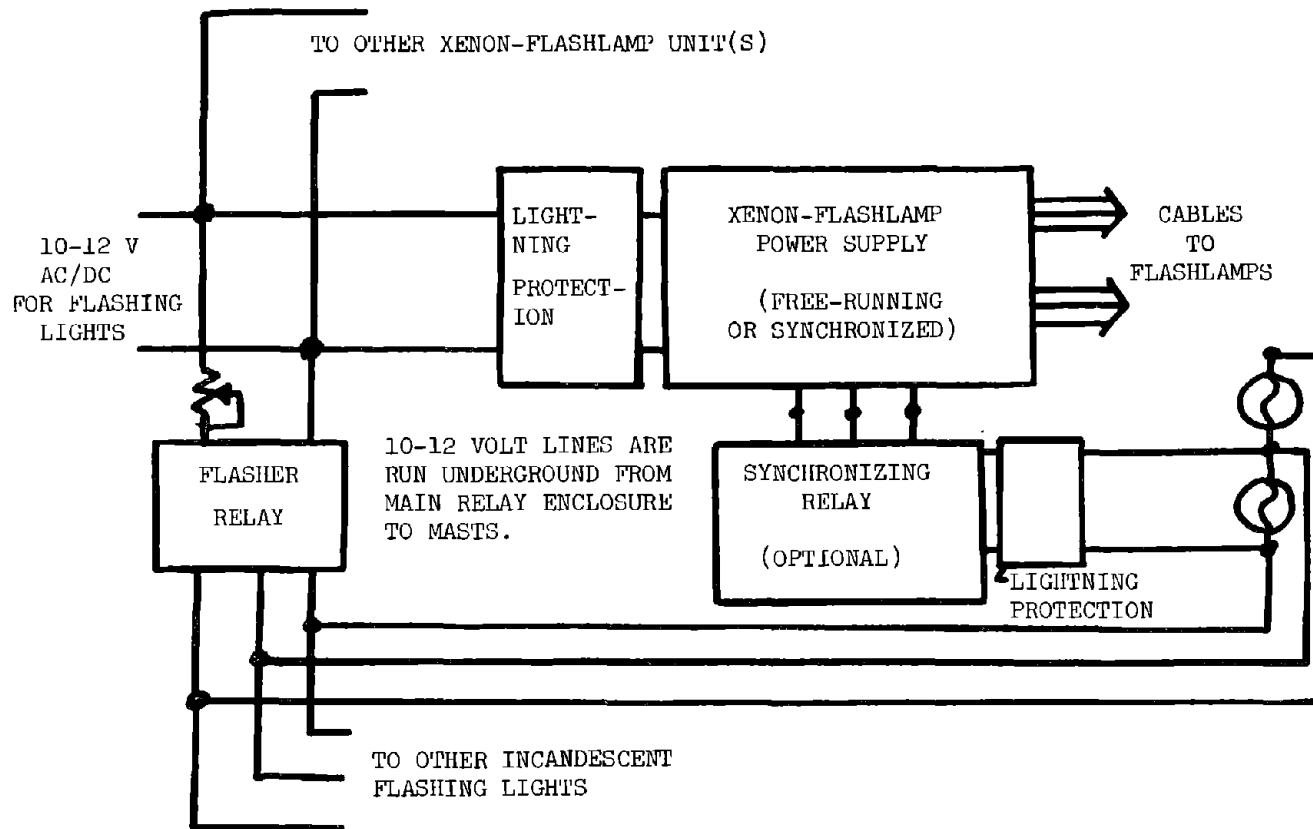 TO OTHER XENON-FLASHLAMP UNIT(S)
10-12 V
AC/DC
FOR FLASHING
LIGHTS
LIGHT-
NING
PROTECT-
ION
XENON-FLASHLAMP
POWER SUPPLY
(FREE-RUNNING
OR SYNCHRONIZED)
CABLES
TO
FLASHLAMPS
FLASHER
RELAY
10-12 VOLT LINES ARE
RUN UNDERGROUND FROM
MAIN RELAY ENCLOSURE
TO MASTS.
SYNCHRONIZING
RELAY
(OPTIONAL)
LIGHTNING
PROTECTION
TO OTHER INCANDESCENT
FLASHING LIGHTS